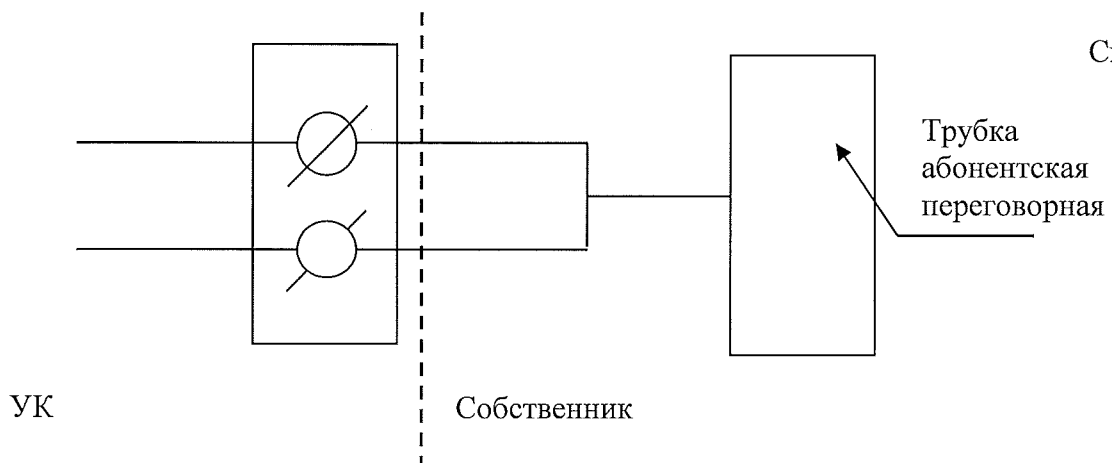 Трубка
абонентская
переговорная
УК
Собственник